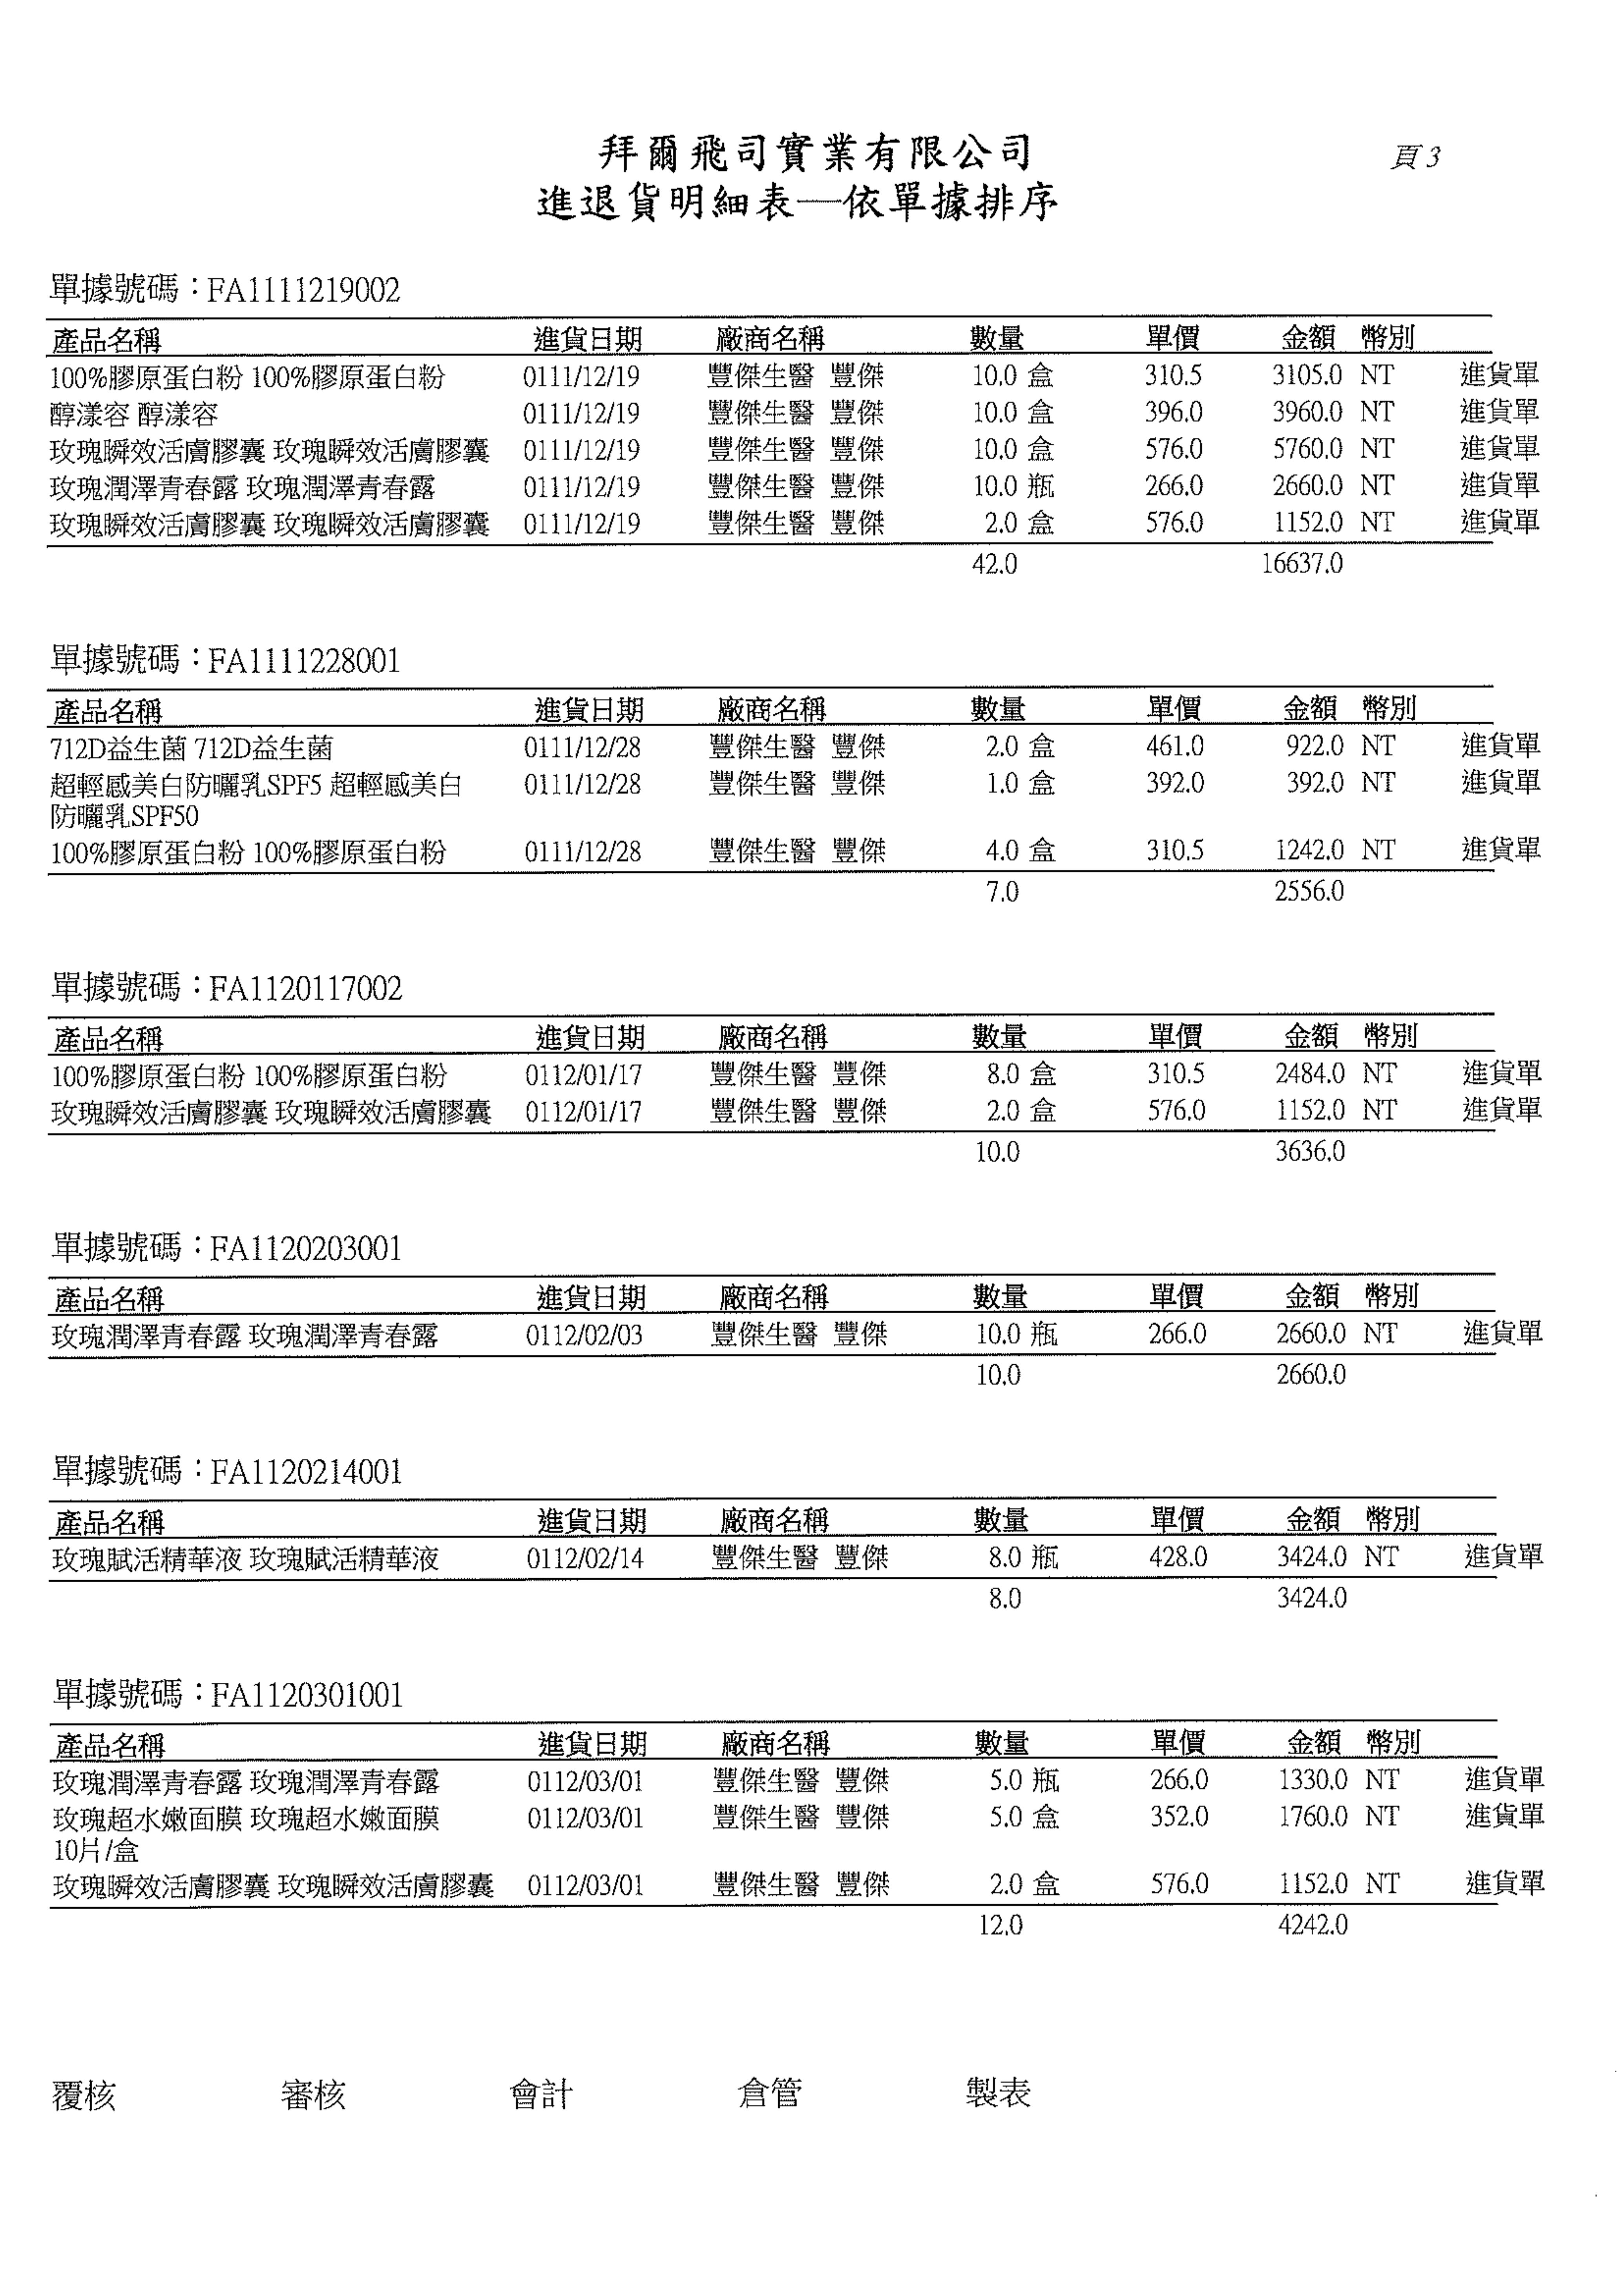 拜爾飛司實業有限公司
頁3
進退貨明細表—依單據排序
單據號碼：FA1111219002
產品名稱 進貨日期 廠商名稱 數量 單價 金額 幣別
100%膠原蛋白粉 100%膠原蛋白粉 0111/12/19 豐傑生醫 豐傑 10.0 盒 310.5 3105.0 NT 進貨單
醇漾容 醇漾容 0111/12/19 豐傑生醫 豐傑 10.0 盒 396.0 3960.0 NT 進貨單
玫瑰瞬效活膚膠囊 玫瑰瞬效活膚膠囊 0111/12/19 豐傑生醫 豐傑 10.0 盒 576.0 5760.0 NT 進貨單
玫瑰潤澤青春露 玫瑰潤澤青春露 0111/12/19 豐傑生醫 豐傑 10.0 瓶 266.0 2660.0 NT 進貨單
玫瑰瞬效活膚膠囊 玫瑰瞬效活膚膠囊 0111/12/19 豐傑生醫 豐傑 2.0 盒 576.0 1152.0 NT 進貨單
42.0 16637.0
單據號碼：FA1111228001
產品名稱 進貨日期 廠商名稱 數量 單價 金額 幣別
712D益生菌 712D益生菌 0111/12/28 豐傑生醫 豐傑 2.0 盒 461.0 922.0 NT 進貨單
超輕感美白防曬乳SPF5 超輕感美白 0111/12/28 豐傑生醫 豐傑 1.0 盒 392.0 392.0 NT 進貨單
防曬乳SPF50
100%膠原蛋白粉 100%膠原蛋白粉 0111/12/28 豐傑生醫 豐傑 4.0 盒 310.5 1242.0 NT 進貨單
7.0 2556.0
單據號碼：FA1120117002
產品名稱 進貨日期 廠商名稱 數量 單價 金額 幣別
100%膠原蛋白粉 100%膠原蛋白粉 0112/01/17 豐傑生醫 豐傑 8.0 盒 310.5 2484.0 NT 進貨單
玫瑰瞬效活膚膠囊 玫瑰瞬效活膚膠囊 0112/01/17 豐傑生醫 豐傑 2.0 盒 576.0 1152.0 NT 進貨單
10.0 3636.0
單據號碼：FA1120203001
產品名稱 進貨日期 廠商名稱 數量 單價 金額 幣別
玫瑰潤澤青春露 玫瑰潤澤青春露 0112/02/03 豐傑生醫 豐傑 10.0 瓶 266.0 2660.0 NT 進貨單
10.0 2660.0
單據號碼：FA1120214001
產品名稱 進貨日期 廠商名稱 數量 單價 金額 幣別
玫瑰賦活精華液 玫瑰賦活精華液 0112/02/14 豐傑生醫 豐傑 8.0 瓶 428.0 3424.0 NT 進貨單
8.0 3424.0
單據號碼：FA1120301001
產品名稱 進貨日期 廠商名稱 數量 單價 金額 幣別
玫瑰潤澤青春露 玫瑰潤澤青春露 0112/03/01 豐傑生醫 豐傑 5.0 瓶 266.0 1330.0 NT 進貨單
玫瑰超水嫩面膜 玫瑰超水嫩面膜 0112/03/01 豐傑生醫 豐傑 5.0 盒 352.0 1760.0 NT 進貨單
10片/盒
玫瑰瞬效活膚膠囊 玫瑰瞬效活膚膠囊 0112/03/01 豐傑生醫 豐傑 2.0 盒 576.0 1152.0 NT 進貨單
12.0 4242.0
覆核 審核 會計 倉管 製表